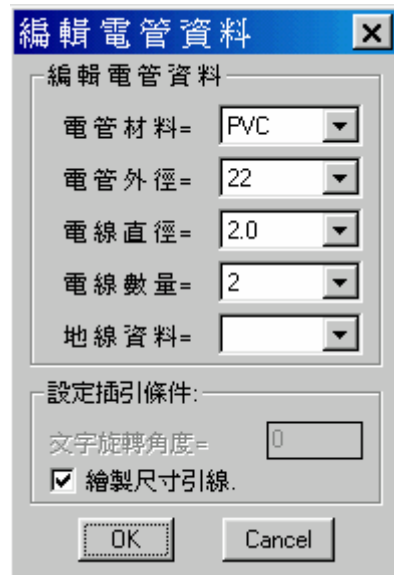 編輯電管資料
編輯電管資料
電管材料= PVC
電管外徑= 22
電線直徑= 2.0
電線數量= 2
地線資料=
設定插引條件:
文字旋轉角度= 0
繪製尺寸引線.
OK Cancel